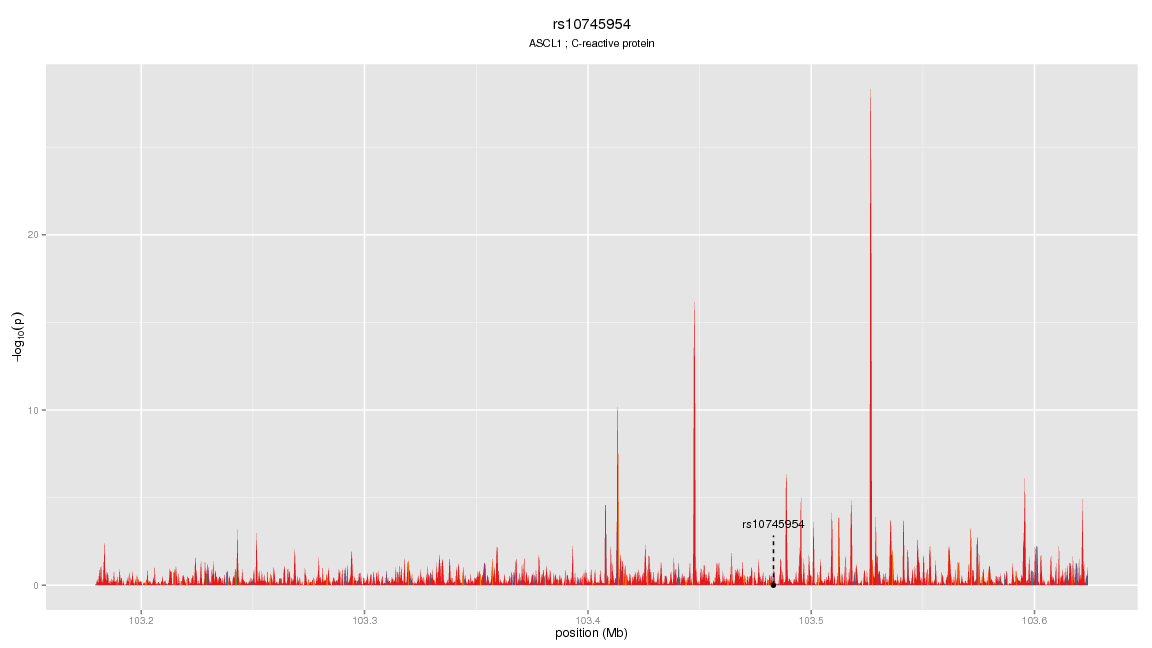 rs10745954
ASCL1 ; C-reactive protein
20
10
0
rs10745954
103.2 103.3 103.4 103.5 103.6
position (Mb)
−log10(p)